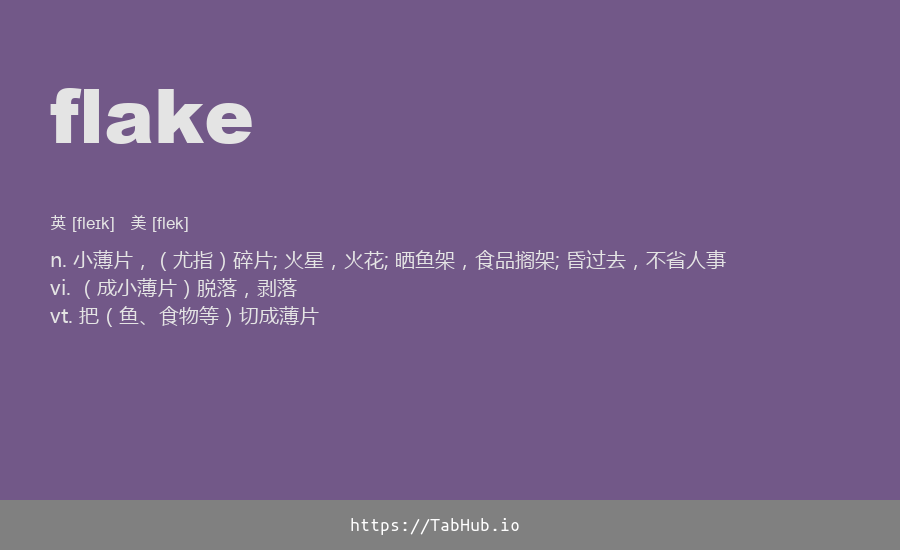 flake
英 [fleɪk] 美 [flek]
n. 小薄片，（尤指）碎片; 火星，火花; 晒鱼架，食品搁架; 昏过去，不省人事
vi. （成小薄片）脱落，剥落
vt. 把（鱼、食物等）切成薄片
https://TabHub.io